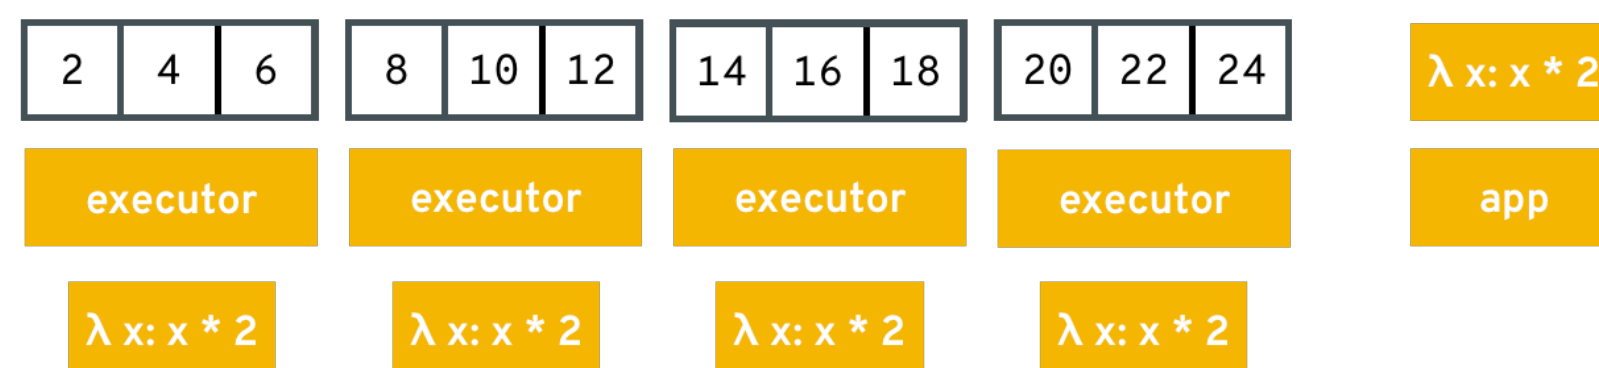 2 4 6 8 10 12 14 16 18 20 22 24 λ x: x * 2
executor executor executor executor app
λ x: x * 2 λ x: x * 2 λ x: x * 2 λ x: x * 2